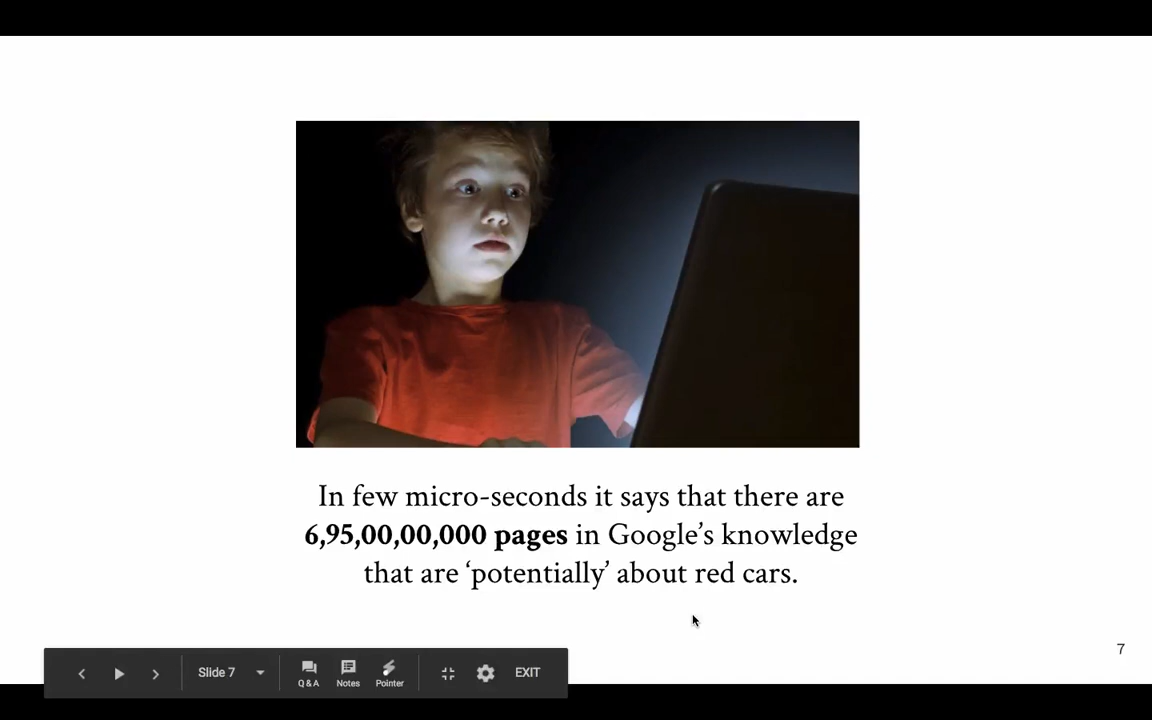 In few micro-seconds it says that there are
6,95,00,00,000 pages in Google’s knowledge
that are ‘potentially’ about red cars.
7
Slide 7
Q & A
Notes
Pointer
EXIT